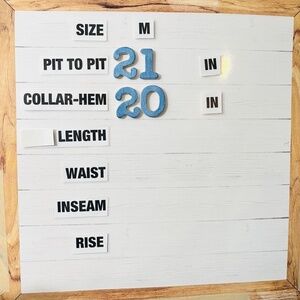 SIZE M
PIT TO PIT 21 IN
COLLAR-HEM 20 IN
LENGTH
WAIST
INSEAM
RISE